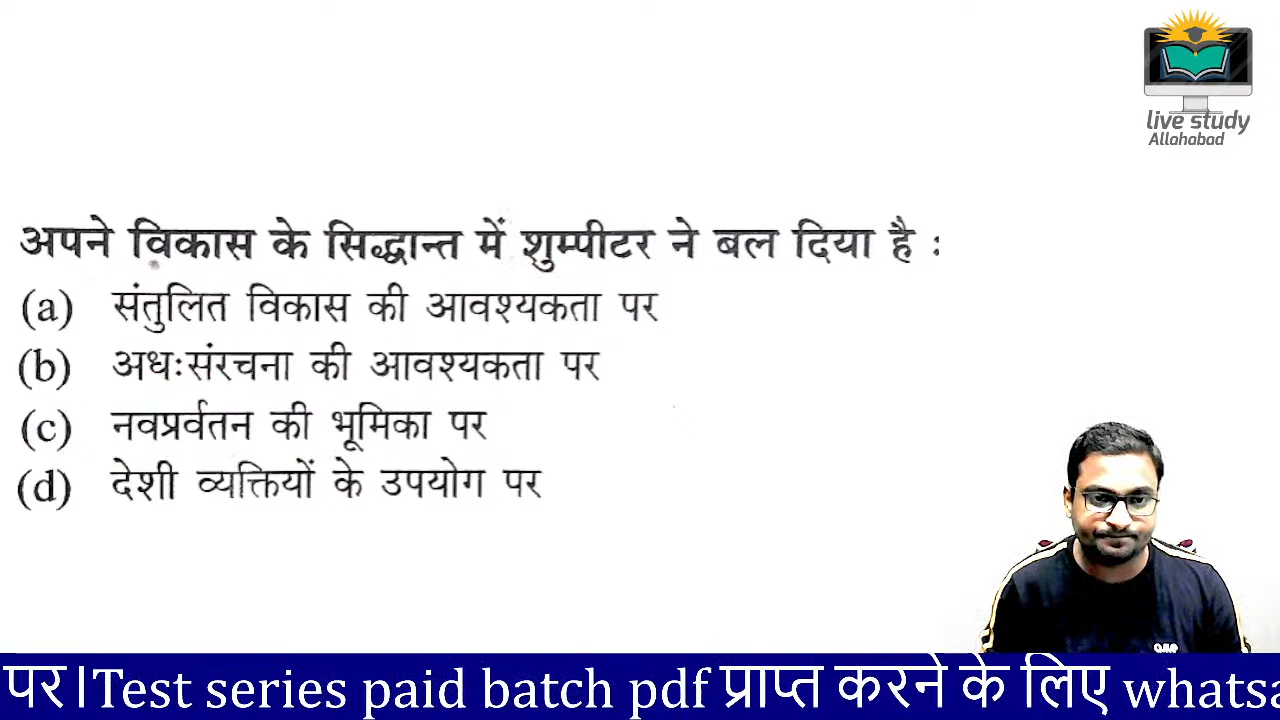 live study
Allahabad
अपने विकास के सिद्धान्त में शुम्पीटर ने बल दिया है :
(a) संतुलित विकास की आवश्यकता पर
(b) अधःसंरचना की आवश्यकता पर
(c) नवप्रर्वतन की भूमिका पर
(d) देशी व्यक्तियों के उपयोग पर
पर।Test series paid batch pdf प्राप्त करने के लिए whatsa